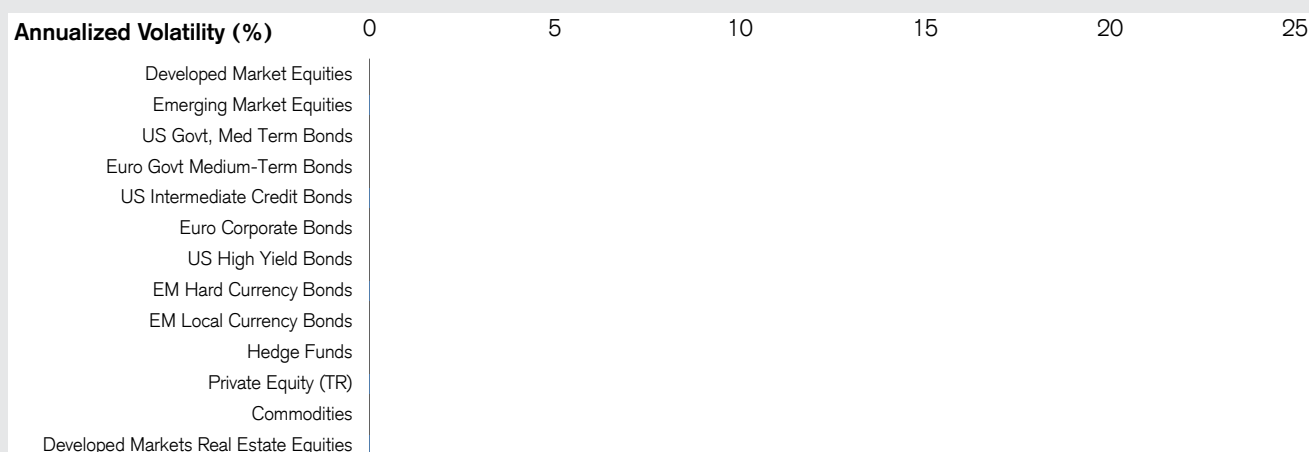 Annualized Volatility (%) 0 5 10 15 20 25
Developed Market Equities
Emerging Market Equities
US Govt, Med Term Bonds
Euro Govt Medium-Term Bonds
US Intermediate Credit Bonds
Euro Corporate Bonds
US High Yield Bonds
EM Hard Currency Bonds
EM Local Currency Bonds
Hedge Funds
Private Equity (TR)
Commodities
Developed Markets Real Estate Equities